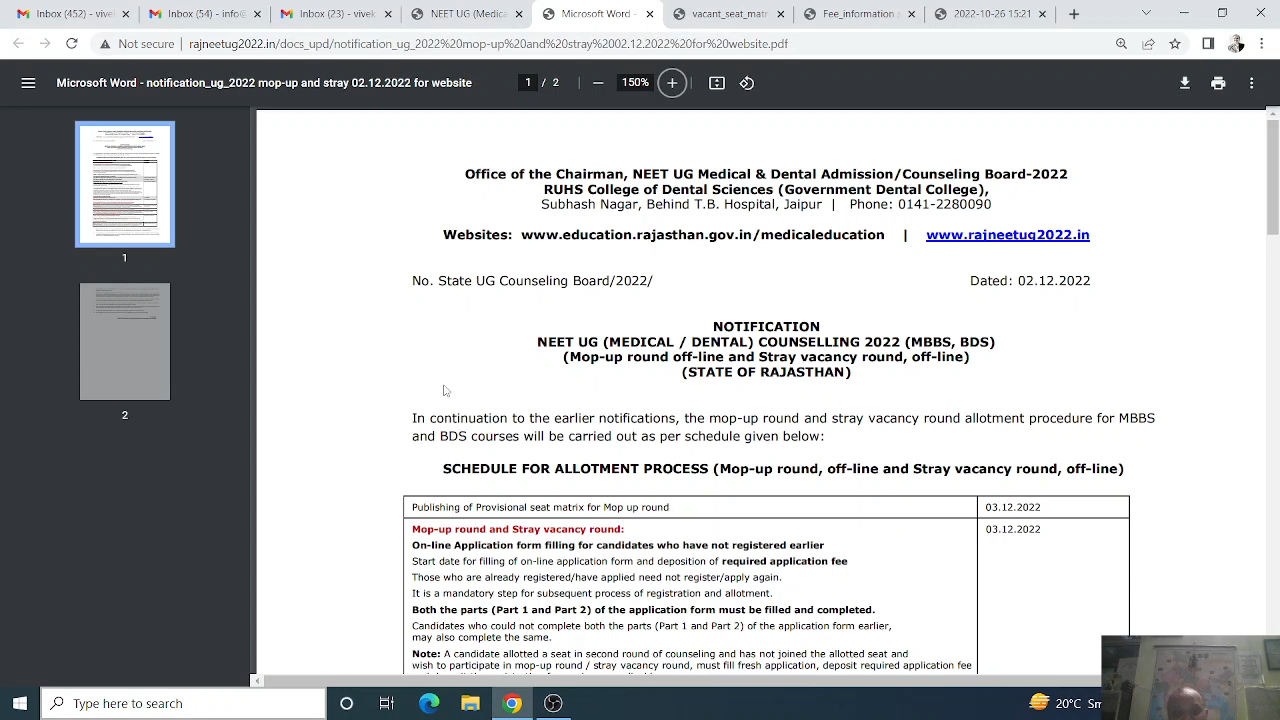 Inbox (452) - vivel
Inbox (54) - info@
Inbox (23) - vivek
NEET UG (Medica
Microsoft Word -
vacant_seat_matr
Fee_information s
2022-10-26 15:21
Not secure | rajneetug2022.in/docs_upd/notification_ug_2022%20mop-up%20and%20stray%2002.12.2022%20for%20website.pdf
Microsoft Word - notification_ug_2022 mop-up and stray 02.12.2022 for website
1 / 2
150%
1
2
Office of the Chairman, NEET UG Medical & Dental Admission/Counseling Board-2022
RUHS College of Dental Sciences (Government Dental College),
Subhash Nagar, Behind T.B. Hospital, Jaipur | Phone: 0141-2280090
Websites: www.education.rajasthan.gov.in/medicaleducation | www.rajneetug2022.in
No. State UG Counseling Board/2022/ Dated: 02.12.2022
NOTIFICATION
NEET UG (MEDICAL / DENTAL) COUNSELLING 2022 (MBBS, BDS)
(Mop-up round off-line and Stray vacancy round, off-line)
(STATE OF RAJASTHAN)
In continuation to the earlier notifications, the mop-up round and stray vacancy round allotment procedure for MBBS
and BDS courses will be carried out as per schedule given below:
SCHEDULE FOR ALLOTMENT PROCESS (Mop-up round, off-line and Stray vacancy round, off-line)
Publishing of Provisional seat matrix for Mop up round 03.12.2022
Mop-up round and Stray vacancy round: 03.12.2022
On-line Application form filling for candidates who have not registered earlier
Start date for filling of on-line application form and deposition of required application fee
Those who are already registered/have applied need not register/apply again.
It is a mandatory step for subsequent process of registration and allotment.
Both the parts (Part 1 and Part 2) of the application form must be filled and completed.
Candidates who could not complete both the parts (Part 1 and Part 2) of the application form earlier,
may also complete the same.
Note: A candidate allotted a seat in second round of counseling and has not joined the allotted seat and
wish to participate in mop-up round / stray vacancy round, must fill fresh application, deposit required application fee
Type here to search
20°C Sm